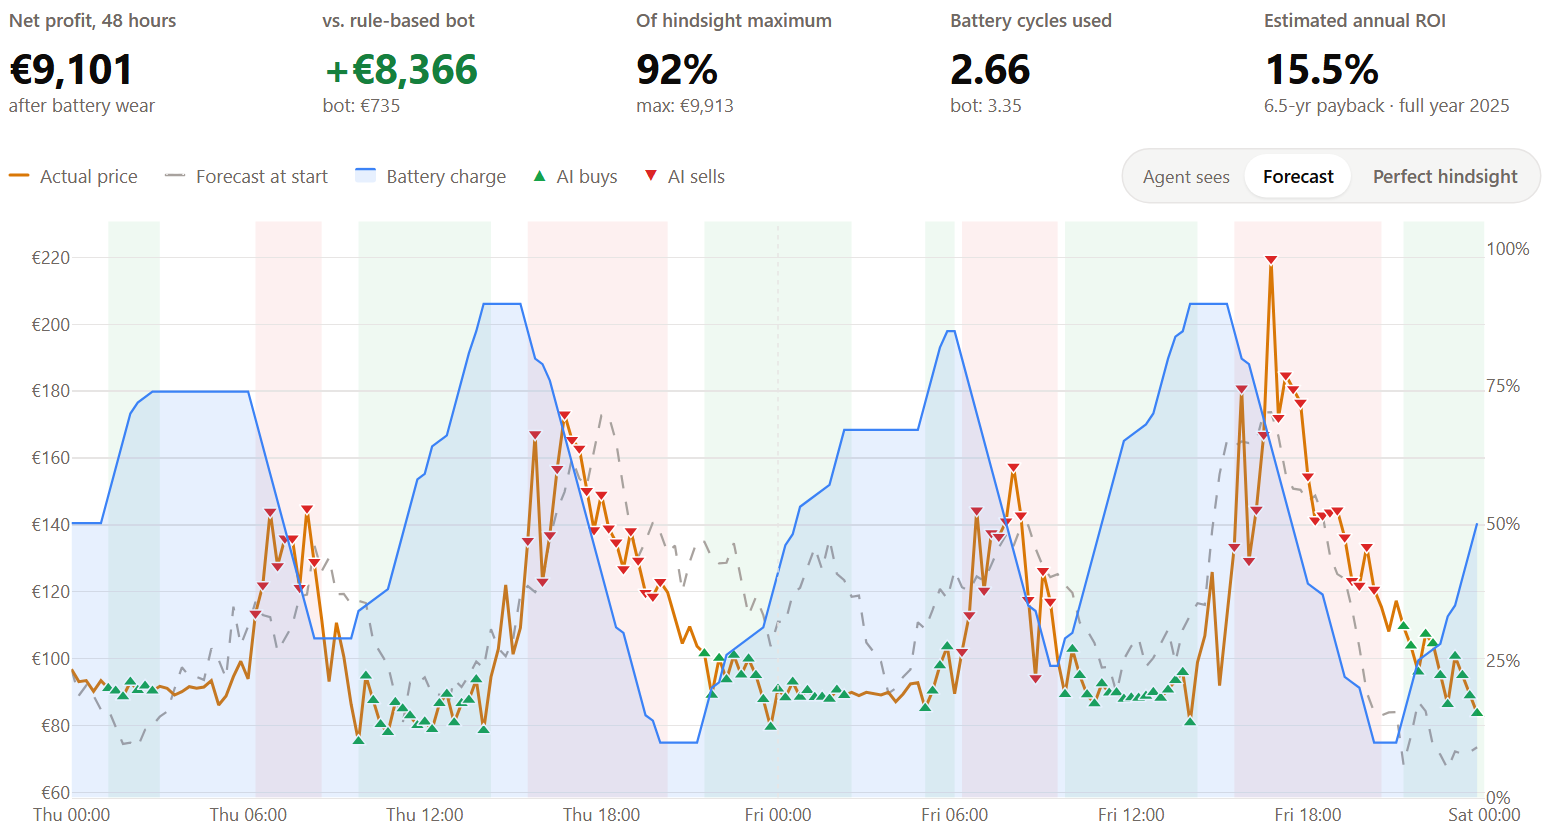 Net profit, 48 hours
€9,101
after battery wear
vs. rule-based bot
+€8,366
bot: €735
Of hindsight maximum
92%
max: €9,913
Battery cycles used
2.66
bot: 3.35
Estimated annual ROI
15.5%
6.5-yr payback · full year 2025
Actual price
Forecast at start
Battery charge
AI buys
AI sells
Agent sees
Forecast
Perfect hindsight
€220
€200
€180
€160
€140
€120
€100
€80
€60
100%
75%
50%
25%
0%
Thu 00:00
Thu 06:00
Thu 12:00
Thu 18:00
Fri 00:00
Fri 06:00
Fri 12:00
Fri 18:00
Sat 00:00